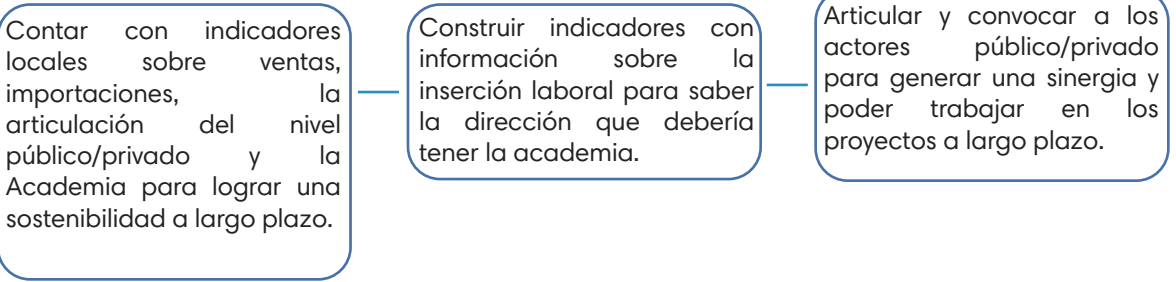 Contar con indicadores
locales sobre ventas,
importaciones, la
articulación del nivel
público/privado y la
Academia para lograr una
sostenibilidad a largo plazo.
Construir indicadores con
información sobre la
inserción laboral para saber
la dirección que debería
tener la academia.
Articular y convocar a los
actores público/privado
para generar una sinergia y
poder trabajar en los
proyectos a largo plazo.